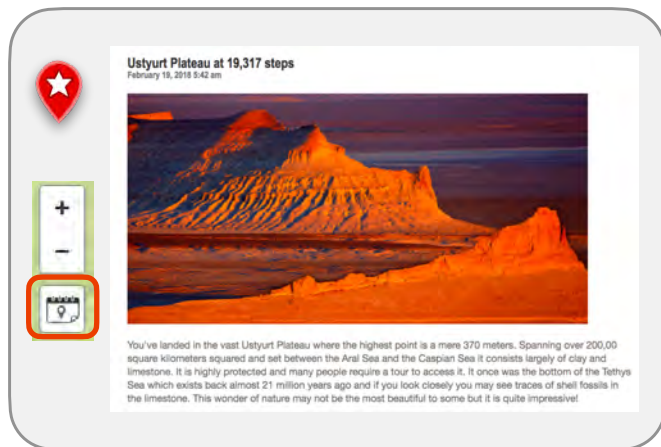 Ustyurt Plateau at 19,317 steps
February 19, 2018 5:42 am
+
−
You've landed in the vast Ustyurt Plateau where the highest point is a mere 370 meters. Spanning over 200,00
square kilometers squared and set between the Aral Sea and the Caspian Sea it consists largely of clay and
limestone. It is highly protected and many people require a tour to access it. It once was the bottom of the Tethys
Sea which exists back almost 21 million years ago and if you look closely you may see traces of shell fossils in
the limestone. This wonder of nature may not be the most beautiful to some but it is quite impressive!